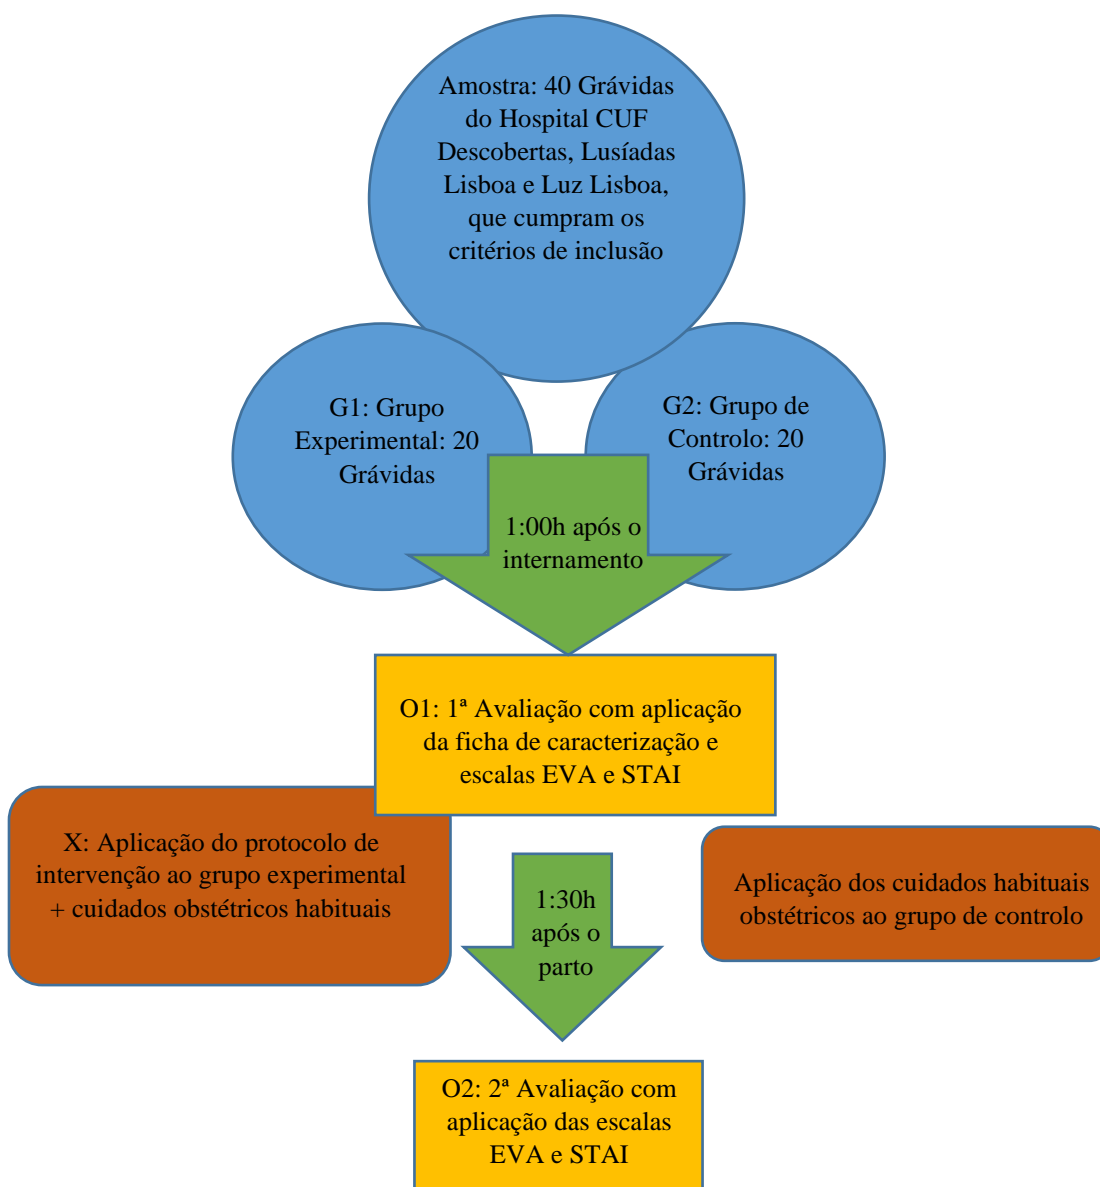 Amostra: 40 Grávidas
do Hospital CUF
Descobertas, Lusíadas
Lisboa e Luz Lisboa,
que cumpram os
critérios de inclusão
G1: Grupo
Experimental: 20
Grávidas
G2: Grupo de
Controlo: 20
Grávidas
1:00h após o
internamento
O1: 1ª Avaliação com aplicação
da ficha de caracterização e
escalas EVA e STAI
X: Aplicação do protocolo de
intervenção ao grupo experimental
+ cuidados obstétricos habituais
1:30h
após o
parto
Aplicação dos cuidados habituais
obstétricos ao grupo de controlo
O2: 2ª Avaliação com
aplicação das escalas
EVA e STAI